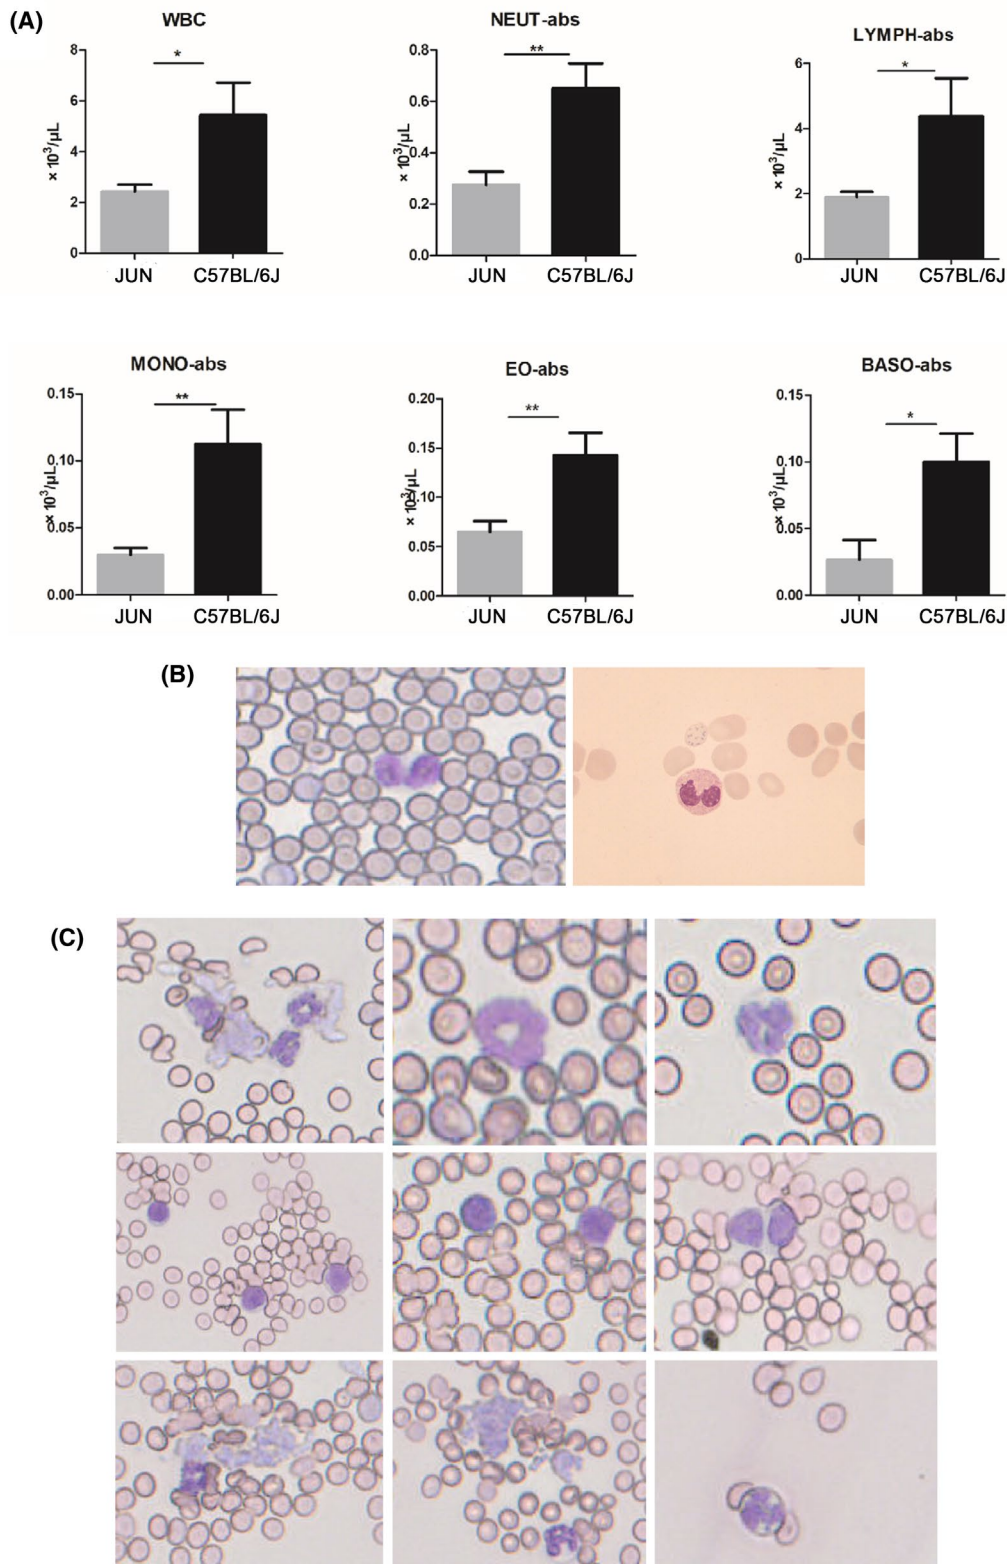 (A)
WBC
8
6
4
2
0
× 10³/μL
*
JUN
C57BL/6J
NEUT-abs
0.8
0.6
0.4
0.2
0.0
× 10³/μL
**
JUN
C57BL/6J
LYMPH-abs
6
4
2
0
× 10³/μL
*
JUN
C57BL/6J
MONO-abs
0.15
0.10
0.05
0.00
× 10³/μL
**
JUN
C57BL/6J
EO-abs
0.20
0.15
0.10
0.05
0.00
× 10³/μL
**
JUN
C57BL/6J
BASO-abs
0.15
0.10
0.05
0.00
× 10³/μL
*
JUN
C57BL/6J
(B)
(C)